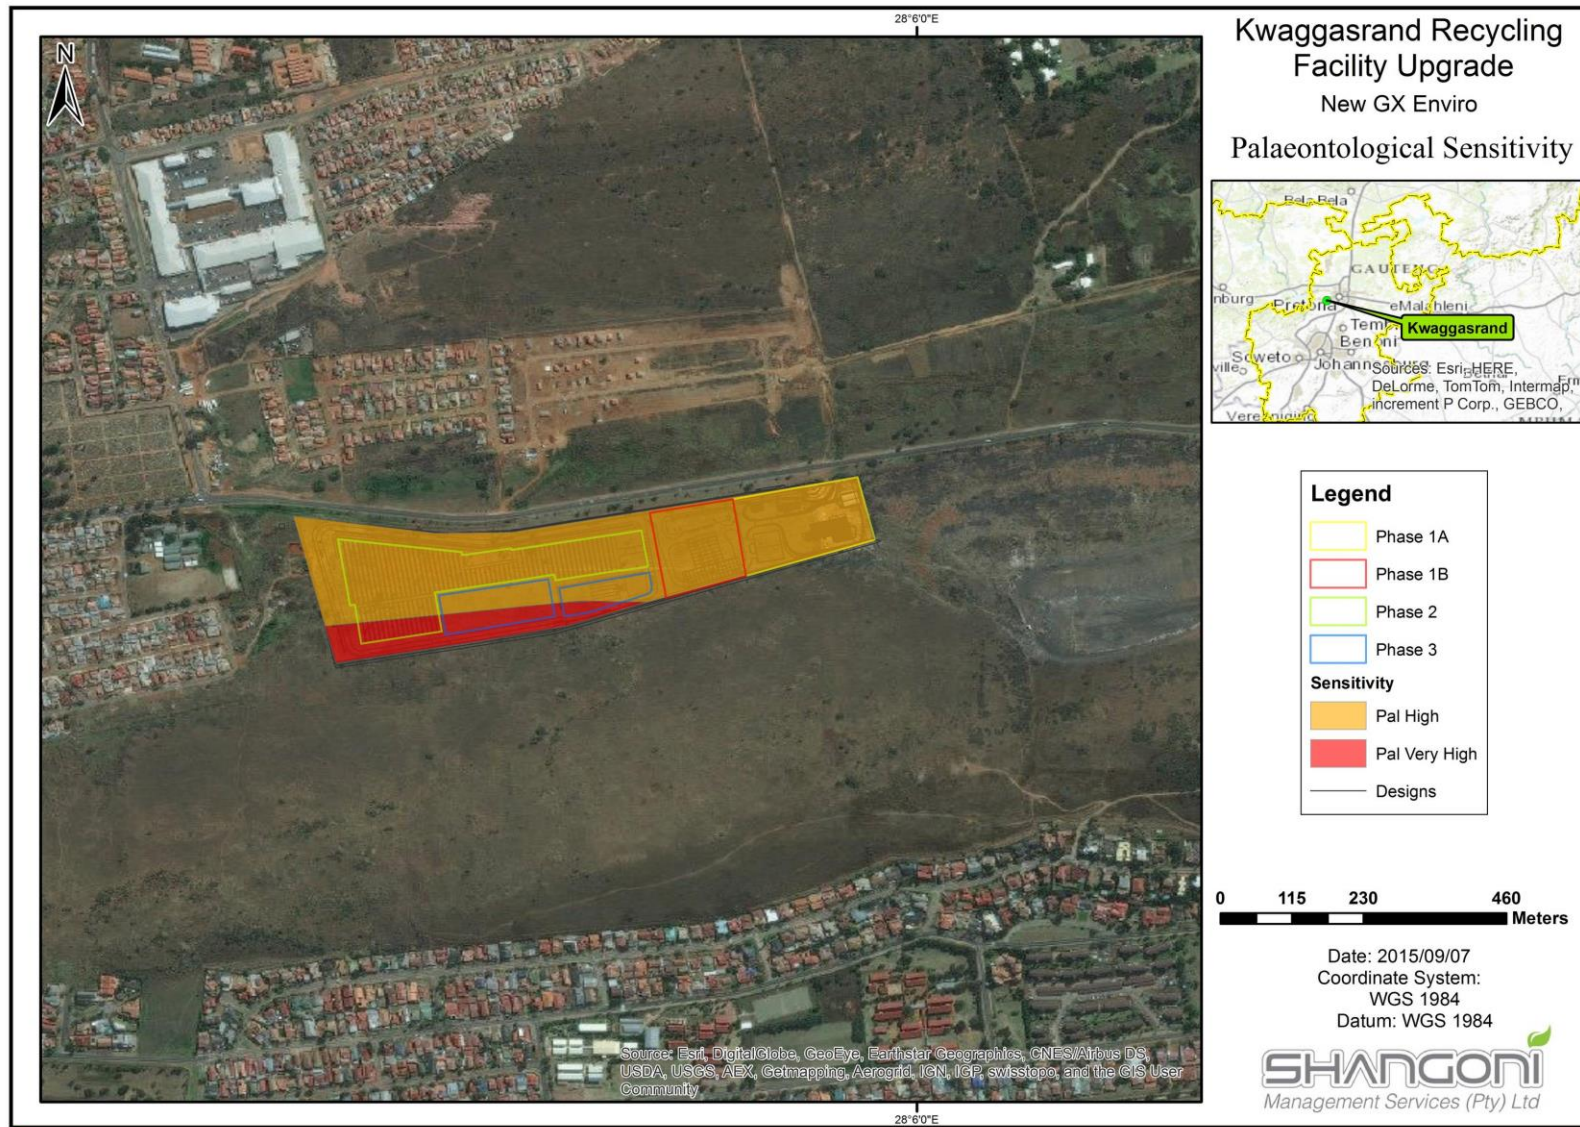 28°6'0"E
Kwaggasrand Recycling
Facility Upgrade
New GX Enviro
Palaeontological Sensitivity
N
Bela Bela
GAUTENG
Pretoria
eMalahleni
Kwaggasrand
Benoni
Soweto
Johannesburg
Sources: Esri, HERE,
DeLorme, TomTom, Intermap,
increment P Corp., GEBCO,
Legend
Phase 1A
Phase 1B
Phase 2
Phase 3
Sensitivity
Pal High
Pal Very High
Designs
0 115 230 460
Meters
Date: 2015/09/07
Coordinate System:
WGS 1984
Datum: WGS 1984
SHANGONI
Management Services (Pty) Ltd
Source: Esri, DigitalGlobe, GeoEye, Earthstar Geographics, CNES/Airbus DS,
USDA, USGS, AEX, Getmapping, Aerogrid, IGN, IGP, swisstopo, and the GIS User
Community
28°6'0"E